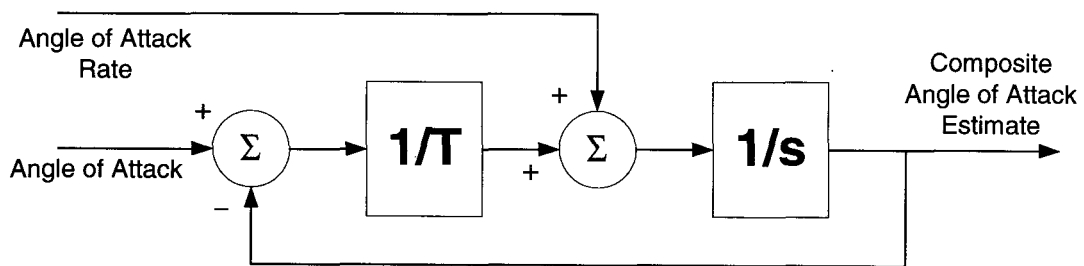 Angle of Attack
Rate
+
Angle of Attack
Σ
−
1/T
+
+
Σ
1/s
Composite
Angle of Attack
Estimate